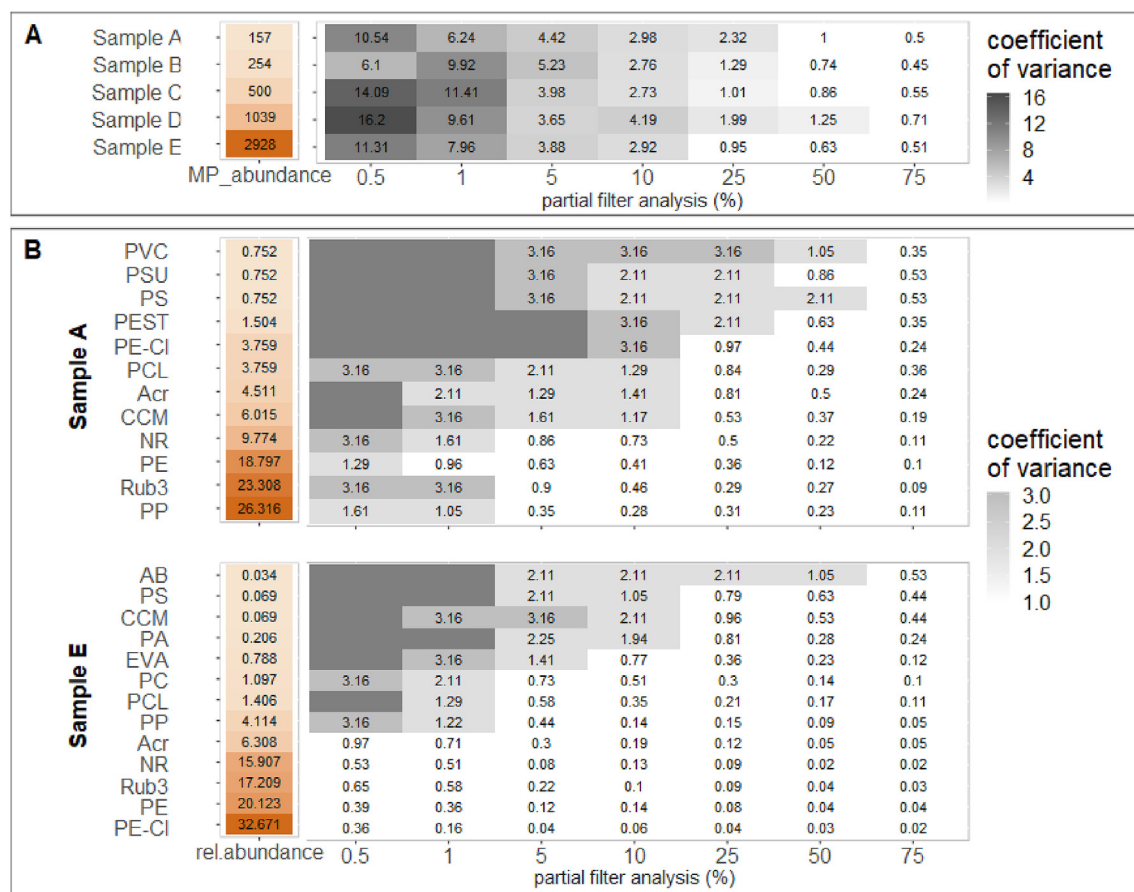 A
Sample A 157 10.54 6.24 4.42 2.98 2.32 1 0.5
Sample B 254 6.1 9.92 5.23 2.76 1.29 0.74 0.45
Sample C 500 14.09 11.41 3.98 2.73 1.01 0.86 0.55
Sample D 1039 16.2 9.61 3.65 4.19 1.99 1.25 0.71
Sample E 2928 11.31 7.96 3.88 2.92 0.95 0.63 0.51
MP_abundance 0.5 1 5 10 25 50 75
partial filter analysis (%)
coefficient
of variance
16
12
8
4
B
Sample A
PVC 0.752 3.16 3.16 3.16 1.05 0.35
PSU 0.752 3.16 2.11 2.11 0.86 0.53
PS 0.752 3.16 2.11 2.11 2.11 0.53
PEST 1.504 3.16 2.11 0.63 0.35
PE-Cl 3.759 3.16 0.97 0.44 0.24
PCL 3.759 3.16 3.16 2.11 1.29 0.84 0.29 0.36
Acr 4.511 2.11 1.29 1.41 0.81 0.5 0.24
CCM 6.015 3.16 1.61 1.17 0.53 0.37 0.19
NR 9.774 3.16 1.61 0.86 0.73 0.5 0.22 0.11
PE 18.797 1.29 0.96 0.63 0.41 0.36 0.12 0.1
Rub3 23.308 3.16 3.16 0.9 0.46 0.29 0.27 0.09
PP 26.316 1.61 1.05 0.35 0.28 0.31 0.23 0.11
Sample E
AB 0.034 2.11 2.11 2.11 1.05 0.53
PS 0.069 2.11 1.05 0.79 0.63 0.44
CCM 0.069 3.16 3.16 2.11 0.96 0.53 0.44
PA 0.206 2.25 1.94 0.81 0.28 0.24
EVA 0.788 3.16 1.41 0.77 0.36 0.23 0.12
PC 1.097 3.16 2.11 0.73 0.51 0.3 0.14 0.1
PCL 1.406 1.29 0.58 0.35 0.21 0.17 0.11
PP 4.114 3.16 1.22 0.44 0.14 0.15 0.09 0.05
Acr 6.308 0.97 0.71 0.3 0.19 0.12 0.05 0.05
NR 15.907 0.53 0.51 0.08 0.13 0.09 0.02 0.02
Rub3 17.209 0.65 0.58 0.22 0.1 0.09 0.04 0.03
PE 20.123 0.39 0.36 0.12 0.14 0.08 0.04 0.04
PE-Cl 32.671 0.36 0.16 0.04 0.06 0.04 0.03 0.02
rel.abundance 0.5 1 5 10 25 50 75
partial filter analysis (%)
coefficient
of variance
3.0
2.5
2.0
1.5
1.0